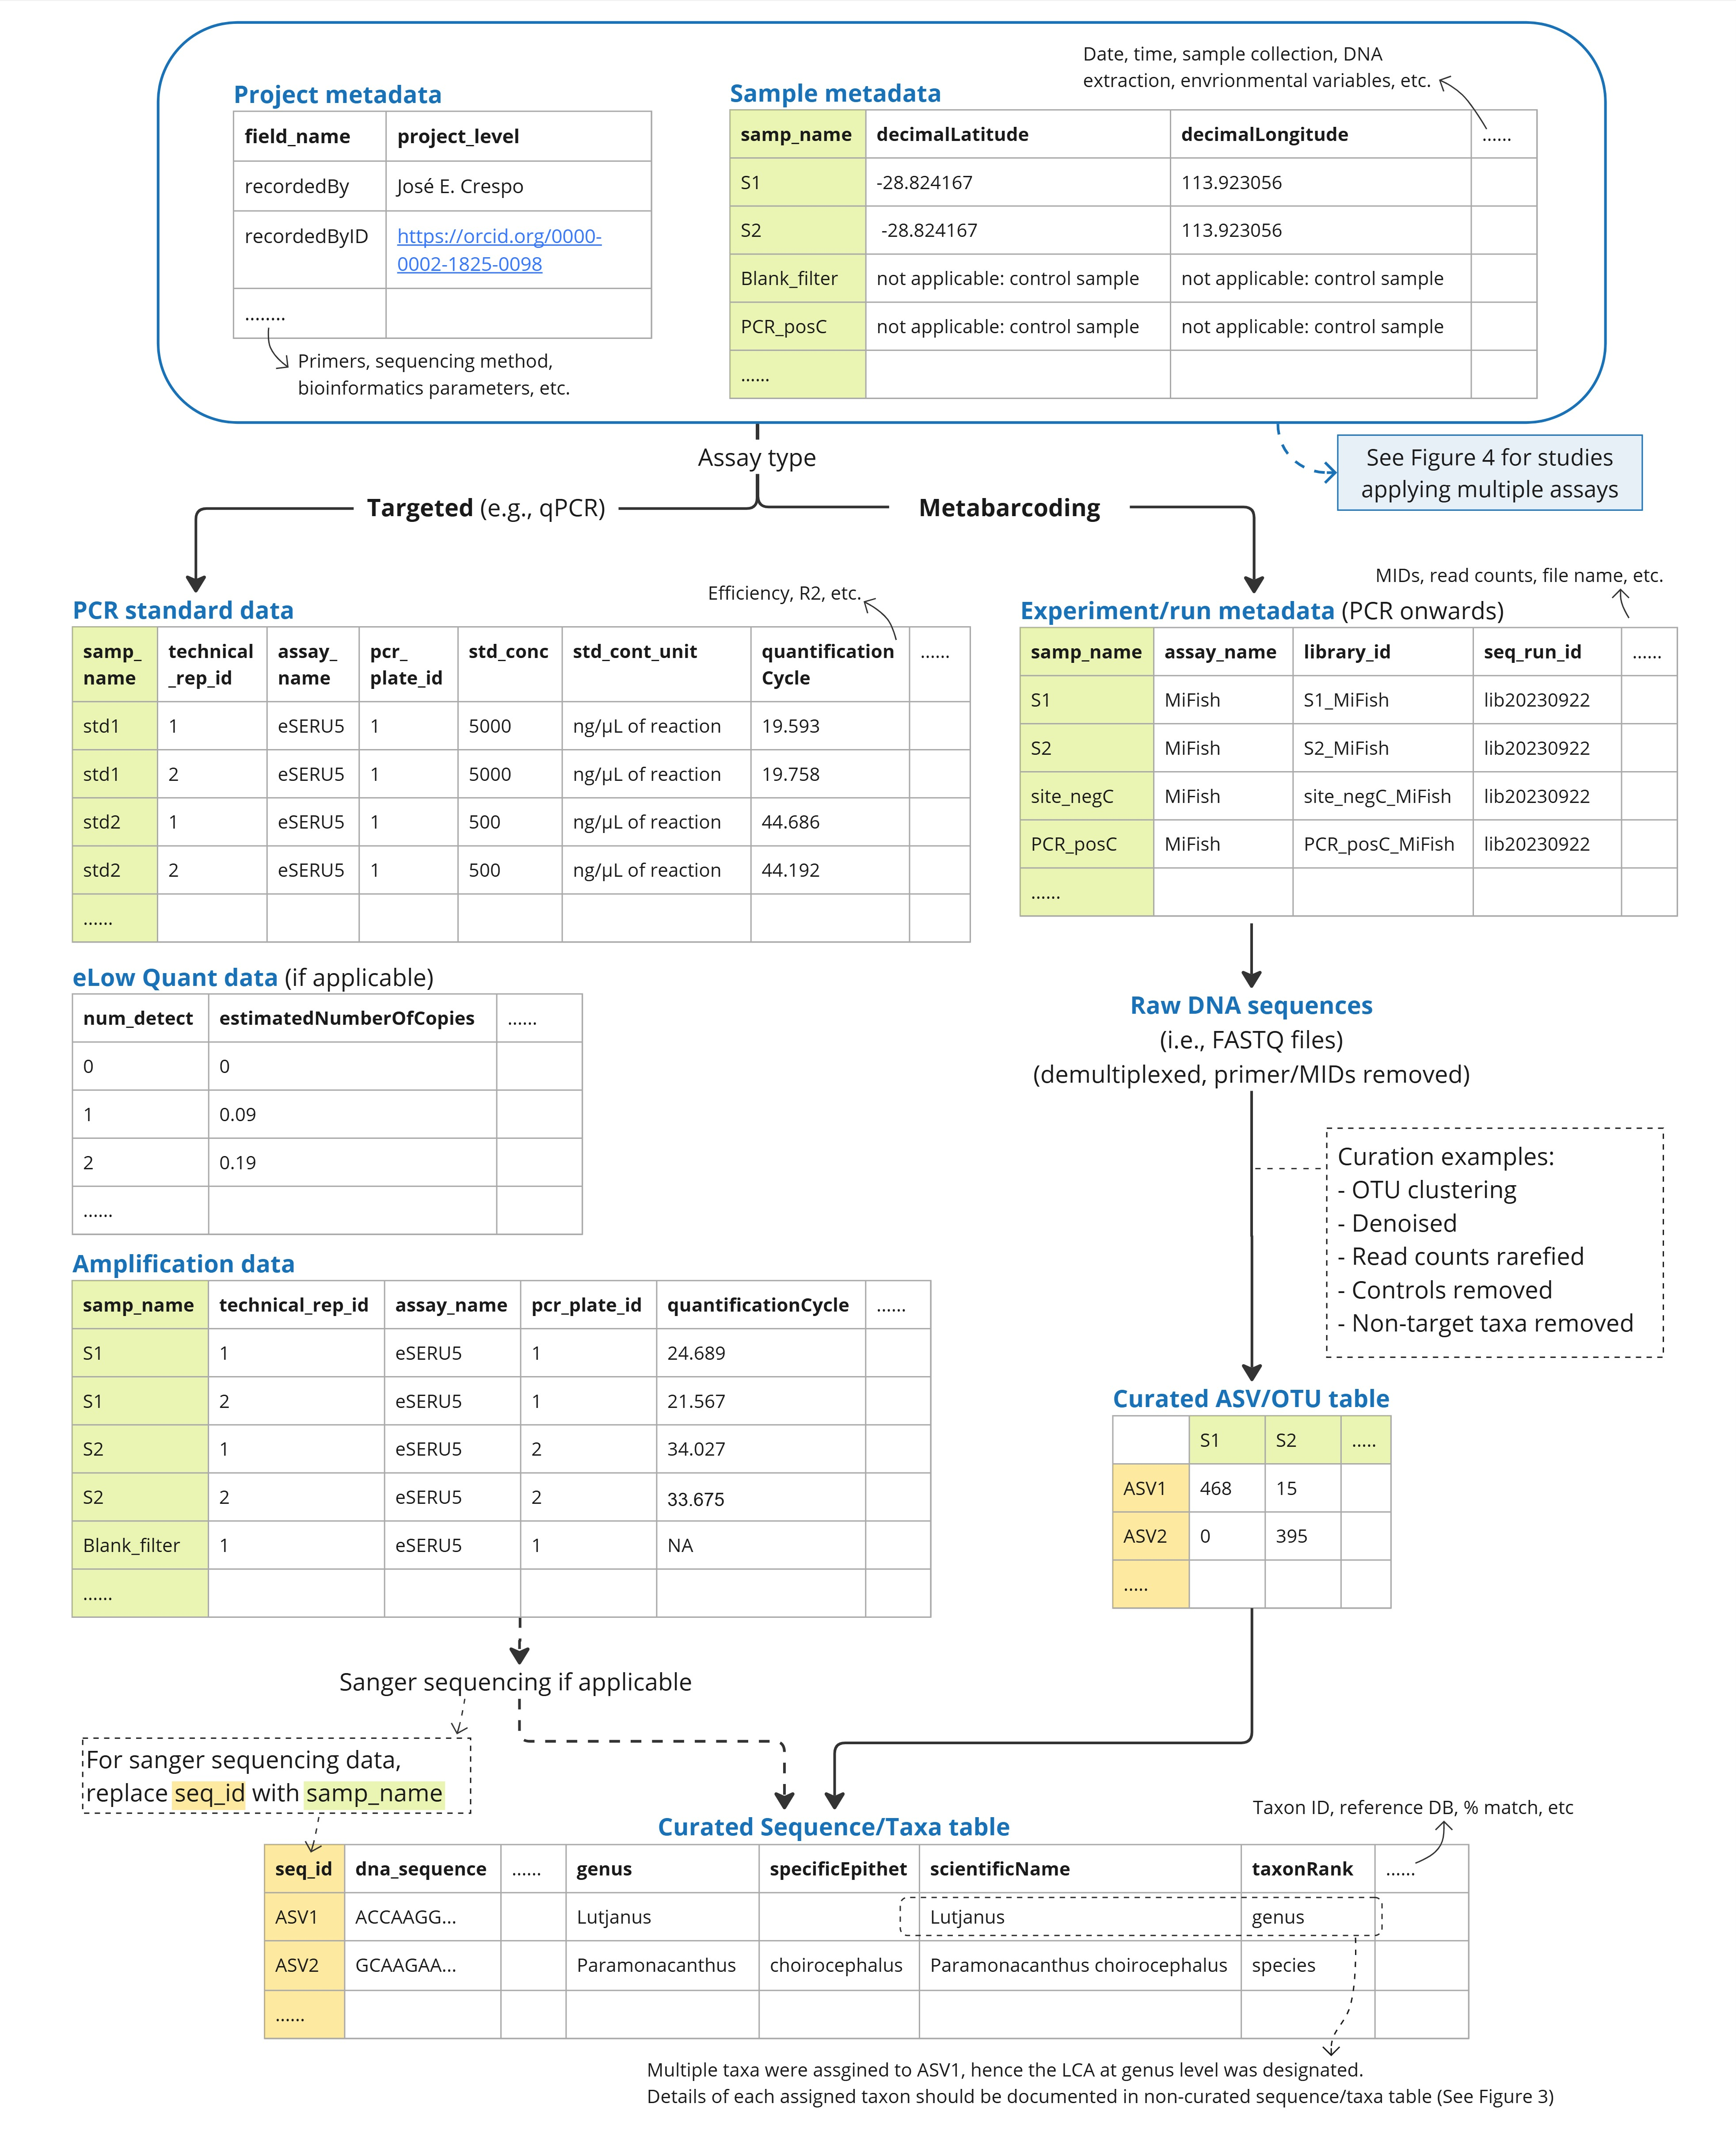 Date, time, sample collection, DNA
extraction, envrionmental variables, etc.
Project metadata
field_name project_level
recordedBy José E. Crespo
recordedByID https://orcid.org/0000-
0002-1825-0098
........
Primers, sequencing method,
bioinformatics parameters, etc.
Sample metadata
samp_name decimalLatitude decimalLongitude ......
S1 -28.824167 113.923056
S2 -28.824167 113.923056
Blank_filter not applicable: control sample not applicable: control sample
PCR_posC not applicable: control sample not applicable: control sample
......
Assay type
See Figure 4 for studies
applying multiple assays
Targeted (e.g., qPCR)
Metabarcoding
Efficiency, R2, etc.
PCR standard data
samp_ technical assay_ pcr_ std_conc std_cont_unit quantification ......
name _rep_id name plate_id Cycle
std1 1 eSERU5 1 5000 ng/µL of reaction 19.593
std1 2 eSERU5 1 5000 ng/µL of reaction 19.758
std2 1 eSERU5 1 500 ng/µL of reaction 44.686
std2 2 eSERU5 1 500 ng/µL of reaction 44.192
......
eLow Quant data (if applicable)
num_detect estimatedNumberOfCopies ......
0 0
1 0.09
2 0.19
......
Amplification data
samp_name technical_rep_id assay_name pcr_plate_id quantificationCycle ......
S1 1 eSERU5 1 24.689
S1 2 eSERU5 1 21.567
S2 1 eSERU5 2 34.027
S2 2 eSERU5 2 33.675
Blank_filter 1 eSERU5 1 NA
......
Sanger sequencing if applicable
For sanger sequencing data,
replace seq_id with samp_name
MIDs, read counts, file name, etc.
Experiment/run metadata (PCR onwards)
samp_name assay_name library_id seq_run_id ......
S1 MiFish S1_MiFish lib20230922
S2 MiFish S2_MiFish lib20230922
site_negC MiFish site_negC_MiFish lib20230922
PCR_posC MiFish PCR_posC_MiFish lib20230922
......
Raw DNA sequences
(i.e., FASTQ files)
(demultiplexed, primer/MIDs removed)
Curation examples:
- OTU clustering
- Denoised
- Read counts rarefied
- Controls removed
- Non-target taxa removed
Curated ASV/OTU table
S1 S2 .....
ASV1 468 15
ASV2 0 395
.....
Taxon ID, reference DB, % match, etc
Curated Sequence/Taxa table
seq_id dna_sequence ...... genus specificEpithet scientificName taxonRank ......
ASV1 ACCAAGG... Lutjanus Lutjanus genus
ASV2 GCAAGAA... Paramonacanthus choirocephalus Paramonacanthus choirocephalus species
......
Multiple taxa were assgined to ASV1, hence the LCA at genus level was designated.
Details of each assigned taxon should be documented in non-curated sequence/taxa table (See Figure 3)